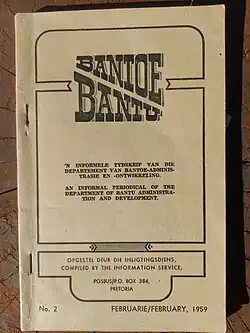 BANTOE
BANTU
'N INFORMELE TYDSKRIF VAN DIE
DEPARTEMENT VAN BANTOE-ADMINIS-
TRASIE EN -ONTWIKKELING.
AN INFORMAL PERIODICAL OF THE
DEPARTMENT OF BANTU ADMINISTRA-
TION AND DEVELOPMENT.
OPGESTEL DEUR DIE INLIGTINGSDIENS,
COMPILED BY THE INFORMATION SERVICE,
POSBUS/P.O. BOX 384,
PRETORIA
No. 2 FEBRUARIE/FEBRUARY, 1959